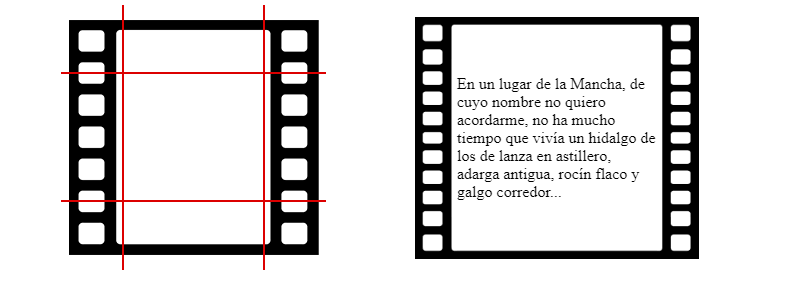 En un lugar de la Mancha, de
cuyo nombre no quiero
acordarme, no ha mucho
tiempo que vivía un hidalgo de
los de lanza en astillero,
adarga antigua, rocín flaco y
galgo corredor...